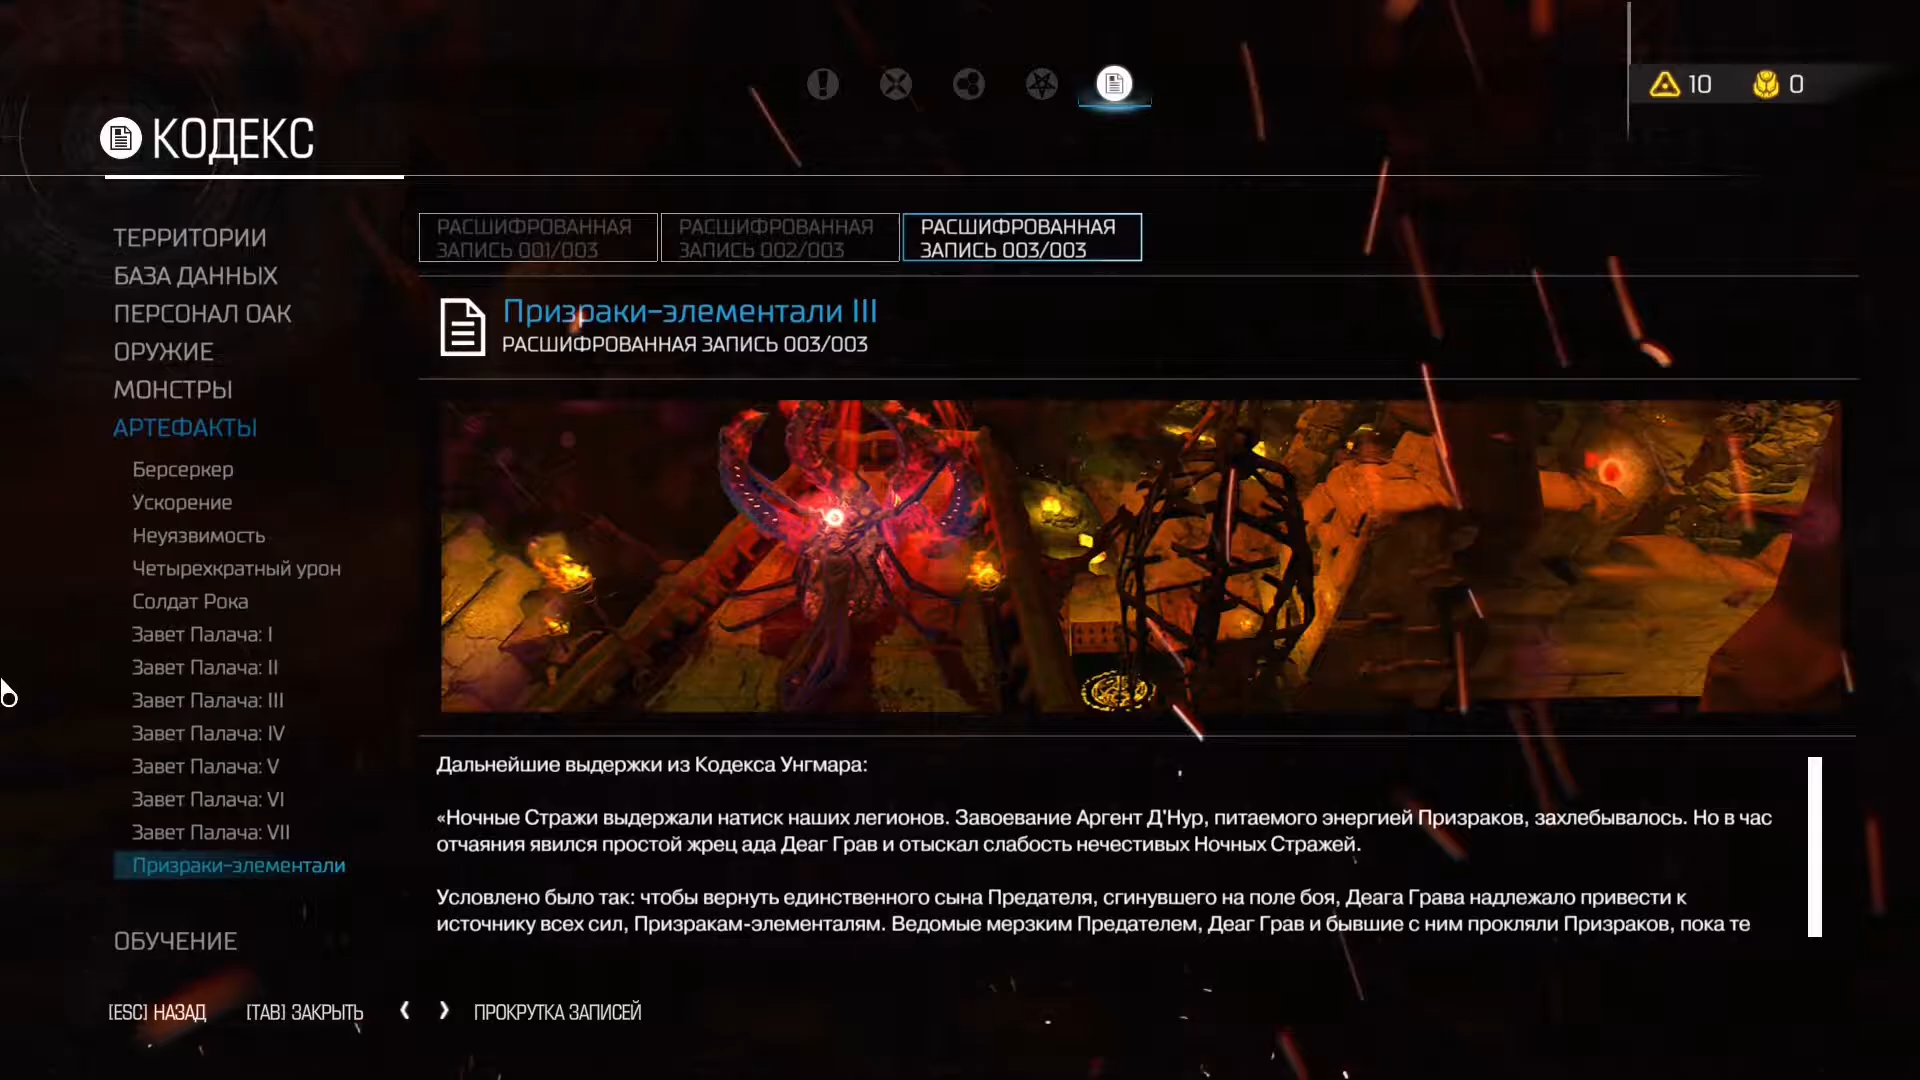 10
0
КОДЕКС
ТЕРРИТОРИИ
БАЗА ДАННЫХ
ПЕРСОНАЛ ОАК
ОРУЖИЕ
МОНСТРЫ
АРТЕФАКТЫ
Берсеркер
Ускорение
Неуязвимость
Четырехкратный урон
Солдат Рока
Завет Палача: I
Завет Палача: II
Завет Палача: III
Завет Палача: IV
Завет Палача: V
Завет Палача: VI
Завет Палача: VII
Призраки-элементали
ОБУЧЕНИЕ
РАСШИФРОВАННАЯ
ЗАПИСЬ 001/003
РАСШИФРОВАННАЯ
ЗАПИСЬ 002/003
РАСШИФРОВАННАЯ
ЗАПИСЬ 003/003
Призраки-элементали III
РАСШИФРОВАННАЯ ЗАПИСЬ 003/003
Дальнейшие выдержки из Кодекса Унгмара:
«Ночные Стражи выдержали натиск наших легионов. Завоевание Аргент Д'Нур, питаемого энергией Призраков, захлебывалось. Но в час
отчаяния явился простой жрец ада Деаг Грав и отыскал слабость нечестивых Ночных Стражей.
Условлено было так: чтобы вернуть единственного сына Предателя, сгинувшего на поле боя, Деага Грава надлежало привести к
источнику всех сил, Призракам-элементалям. Ведомые мерзким Предателем, Деаг Грав и бывшие с ним прокляли Призраков, пока те
[ESC] НАЗАД [TAB] ЗАКРЫТЬ ‹ › ПРОКРУТКА ЗАПИСЕЙ